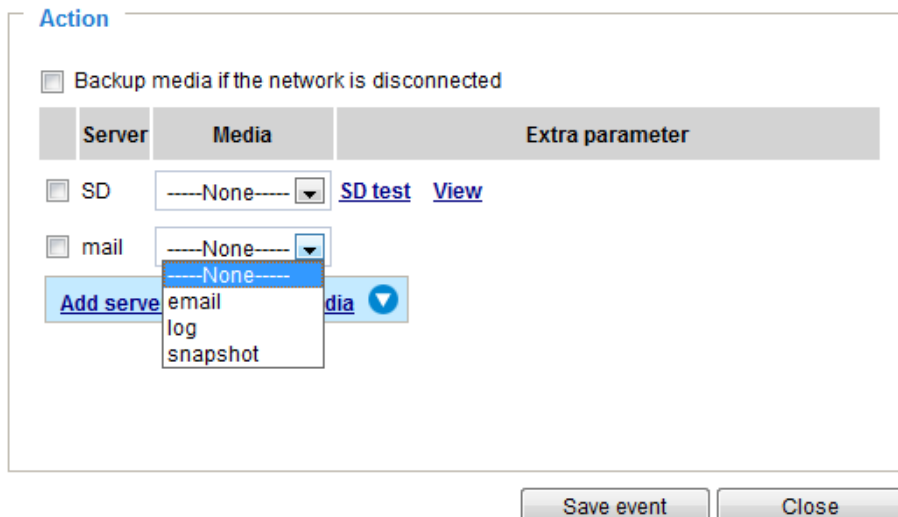 Action
Backup media if the network is disconnected
Server Media Extra parameter
SD -----None----- SD test View
mail -----None-----
-----None-----
Add serve dia
email
log
snapshot
Save event Close